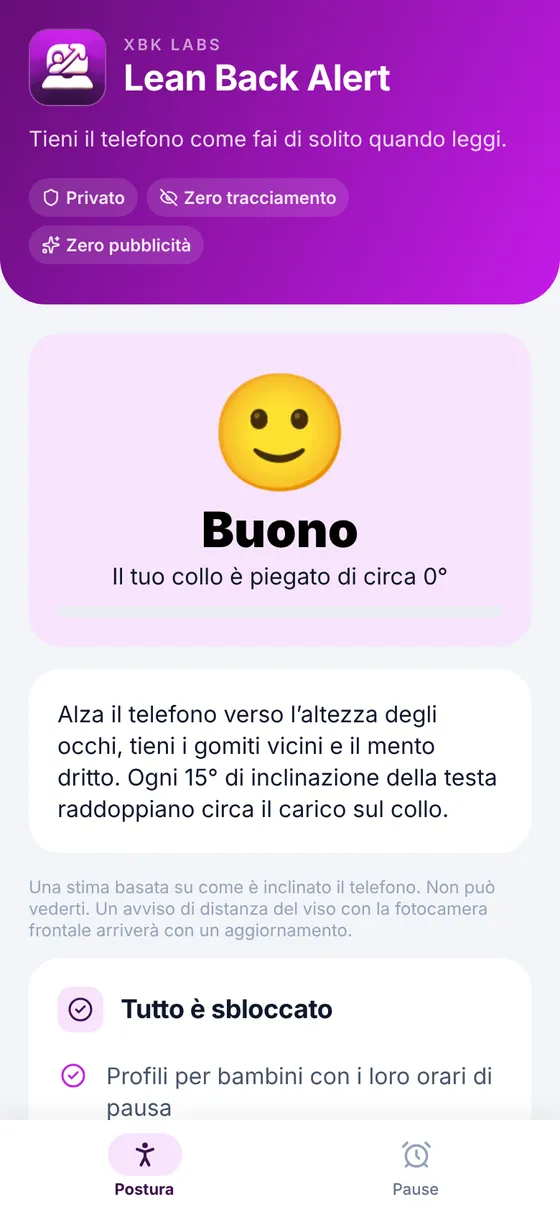 XBK LABS
Lean Back Alert
Tieni il telefono come fai di solito quando leggi.
Privato
Zero tracciamento
Zero pubblicità
Buono
Il tuo collo è piegato di circa 0°
Alza il telefono verso l’altezza degli
occhi, tieni i gomiti vicini e il mento
dritto. Ogni 15° di inclinazione della testa
raddoppiano circa il carico sul collo.
Una stima basata su come è inclinato il telefono. Non può
vederti. Un avviso di distanza del viso con la fotocamera
frontale arriverà con un aggiornamento.
Tutto è sbloccato
Profili per bambini con i loro orari di
pausa
Postura
Pause